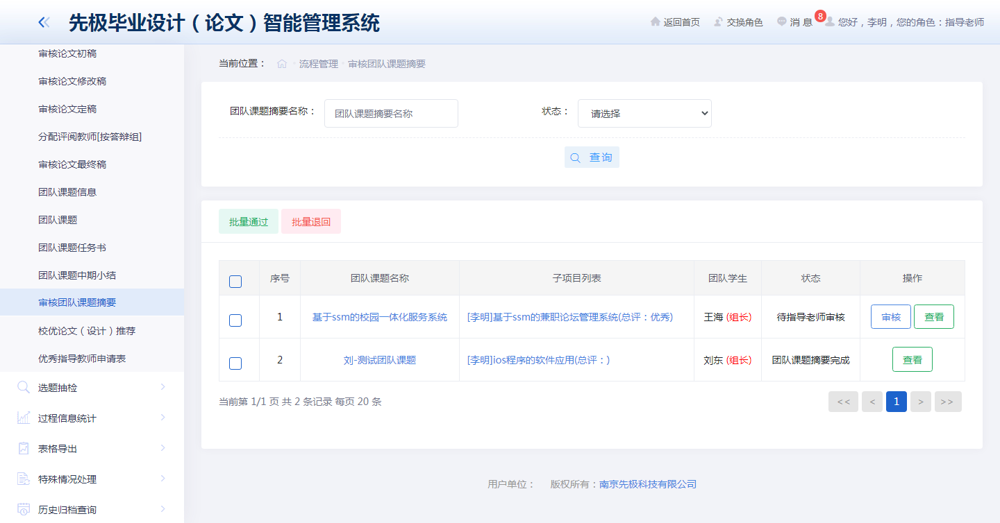 先极毕业设计（论文）智能管理系统
返回首页 交换角色 消 息 8 您好，李明，您的角色：指导老师
审核论文初稿
审核论文修改稿
审核论文定稿
分配评阅教师[按答辩组]
审核论文最终稿
团队课题信息
团队课题
团队课题任务书
团队课题中期小结
审核团队课题摘要
校优论文（设计）推荐
优秀指导教师申请表
选题抽检
过程信息统计
表格导出
特殊情况处理
历史归档查询
当前位置： 流程管理 审核团队课题摘要
团队课题摘要名称： 团队课题摘要名称 状态： 请选择
查 询
批量通过 批量退回
序号 团队课题名称 子项目列表 团队学生 状态 操作
1 基于ssm的校园一体化服务系统 [李明]基于ssm的兼职论坛管理系统(总评：优秀) 王海 (组长) 待指导老师审核 审核 查看
2 刘-测试团队课题 [李明]ios程序的软件应用(总评：) 刘东 (组长) 团队课题摘要完成 查看
当前第 1/1 页 共 2 条记录 每页 20 条 << < 1 > >>
用户单位： 版权所有：南京先极科技有限公司